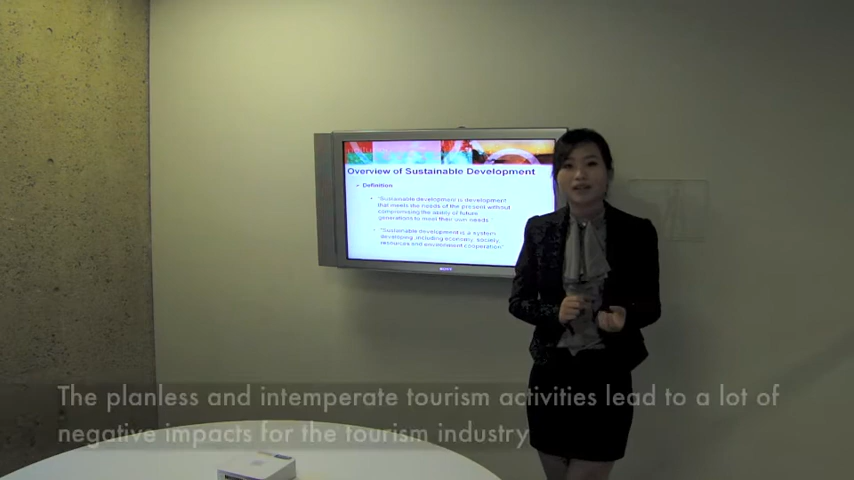 Overview of Sustainable Development
Definition
"Sustainable development is development
that meets the needs of the present without
compromising the ability of future
generations to meet their own needs."
"Sustainable development is a system
developing ,including economy, society,
resources and environment cooperation"
SONY
The planless and intemperate tourism activities lead to a lot of
negative impacts for the tourism industry